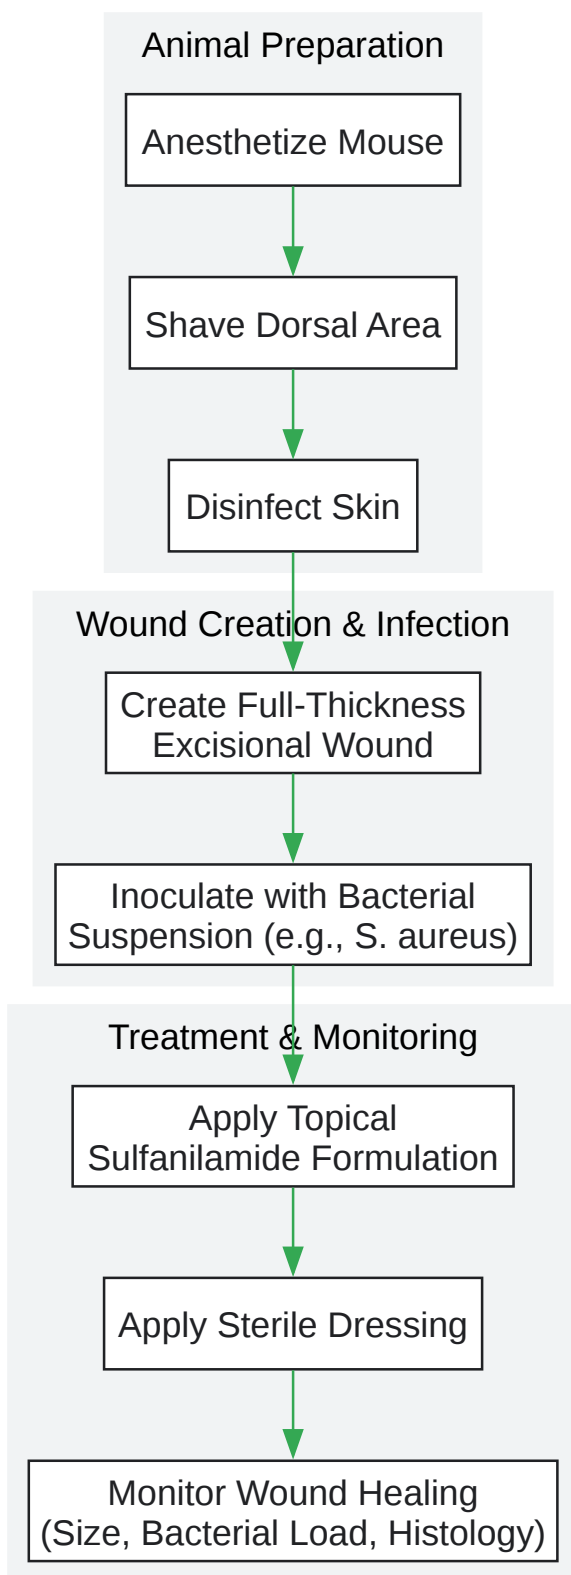 Animal Preparation
Anesthetize Mouse
Shave Dorsal Area
Disinfect Skin
Wound Creation & Infection
Create Full-Thickness
Excisional Wound
Inoculate with Bacterial
Suspension (e.g., S. aureus)
Treatment & Monitoring
Apply Topical
Sulfanilamide Formulation
Apply Sterile Dressing
Monitor Wound Healing
(Size, Bacterial Load, Histology)